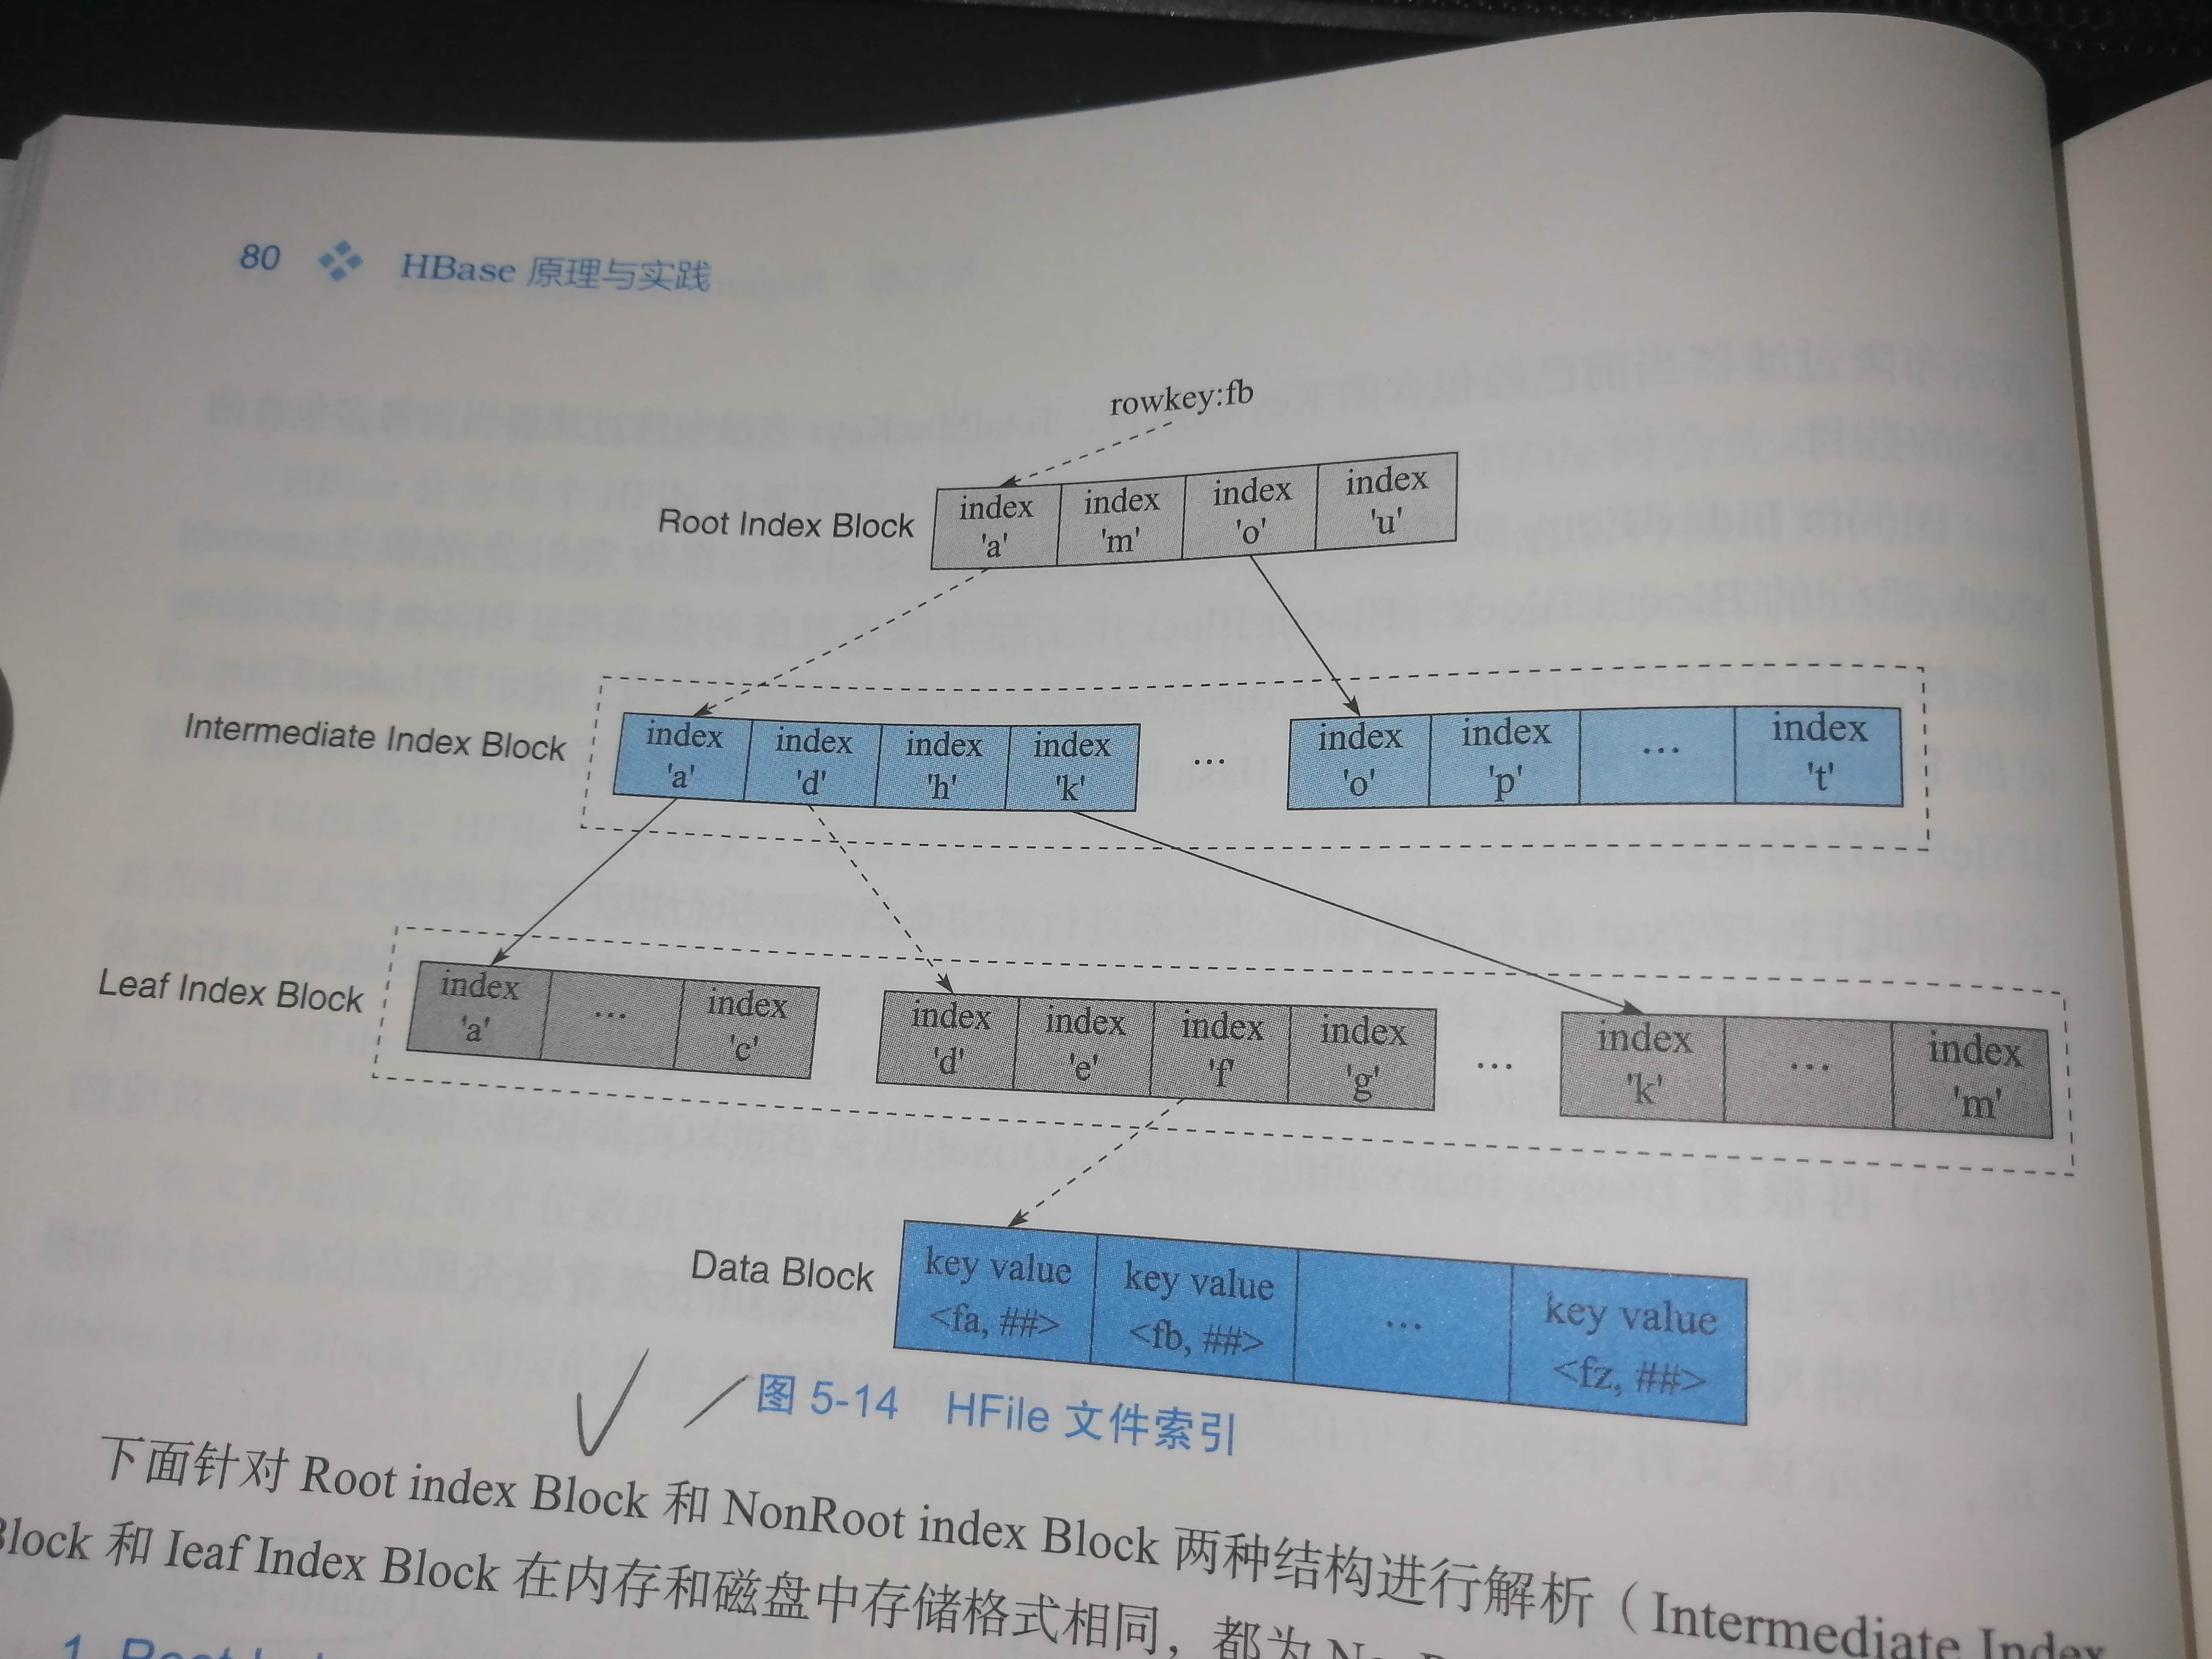 80 HBase 原理与实践
rowkey:fb
Root Index Block
index 'a'
index 'm'
index 'o'
index 'u'
Intermediate Index Block
index 'a'
index 'd'
index 'h'
index 'k'
...
index 'o'
index 'p'
...
index 't'
Leaf Index Block
index 'a'
...
index 'c'
index 'd'
index 'e'
index 'f'
index 'g'
...
index 'k'
...
index 'm'
Data Block
key value <fa, ##>
key value <fb, ##>
...
key value <fz, ##>
图 5-14 HFile 文件索引
下面针对 Root index Block 和 NonRoot index Block 两种结构进行解析（Intermediate Index
Block 和 Ieaf Index Block 在内存和磁盘中存储格式相同，都为
1. Root